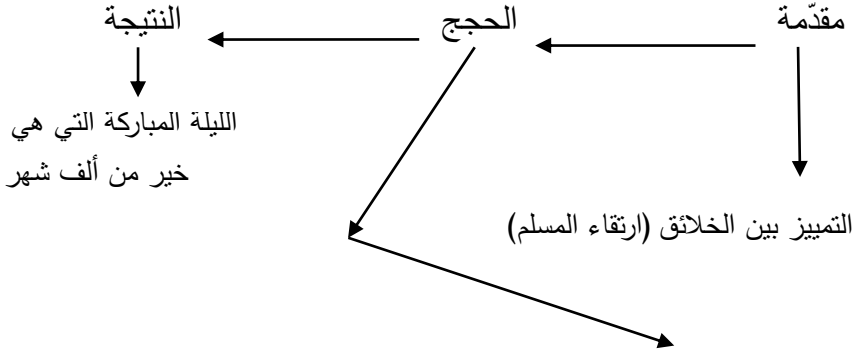 مقدّمة الحجج النتيجة
الليلة المباركة التي هي
خير من ألف شهر
التمييز بين الخلائق (ارتقاء المسلم)